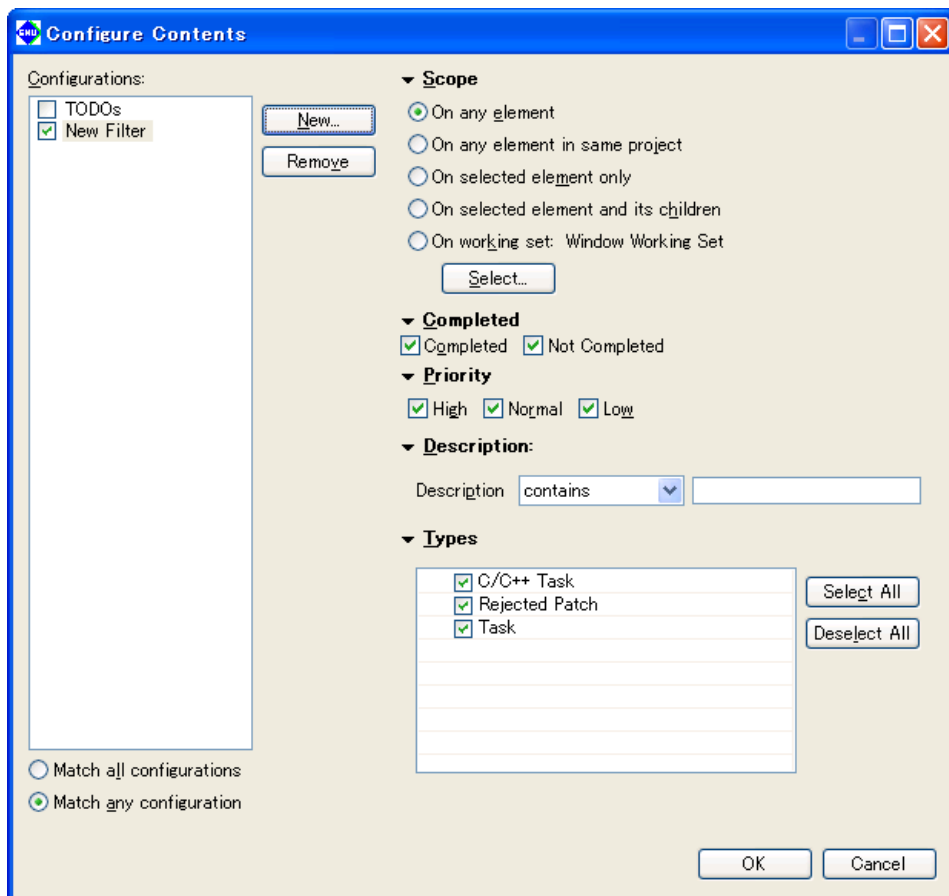 GNU Configure Contents
Configurations:
TODOs
New Filter
New...
Remove
Match all configurations
Match any configuration
Scope
On any element
On any element in same project
On selected element only
On selected element and its children
On working set: Window Working Set
Select...
Completed
Completed Not Completed
Priority
High Normal Low
Description:
Description contains
Types
C/C++ Task
Rejected Patch
Task
Select All
Deselect All
OK Cancel